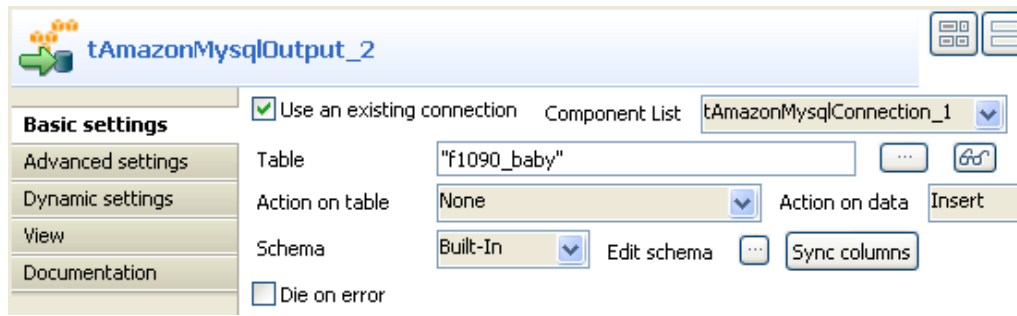 tAmazonMysqlOutput_2
Basic settings
Advanced settings
Dynamic settings
View
Documentation
Use an existing connection Component List tAmazonMysqlConnection_1
Table "f1090_baby" ...
Action on table None Action on data Insert
Schema Built-In Edit schema ... Sync columns
Die on error